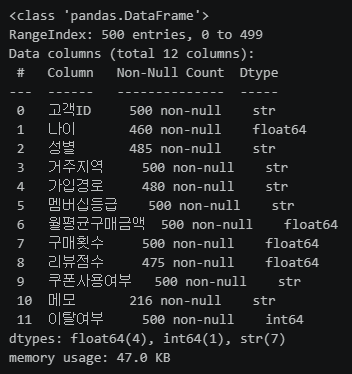 <class 'pandas.DataFrame'>
RangeIndex: 500 entries, 0 to 499
Data columns (total 12 columns):
 #   Column   Non-Null Count  Dtype
---  ------   --------------  -----
 0   고객ID     500 non-null    str
 1   나이       460 non-null    float64
 2   성별       485 non-null    str
 3   거주지역     500 non-null    str
 4   가입경로     480 non-null    str
 5   멤버십등급    500 non-null    str
 6   월평균구매금액  500 non-null    float64
 7   구매횟수     500 non-null    float64
 8   리뷰점수     475 non-null    float64
 9   쿠폰사용여부   500 non-null    str
 10  메모       216 non-null    str
 11  이탈여부     500 non-null    int64
dtypes: float64(4), int64(1), str(7)
memory usage: 47.0 KB